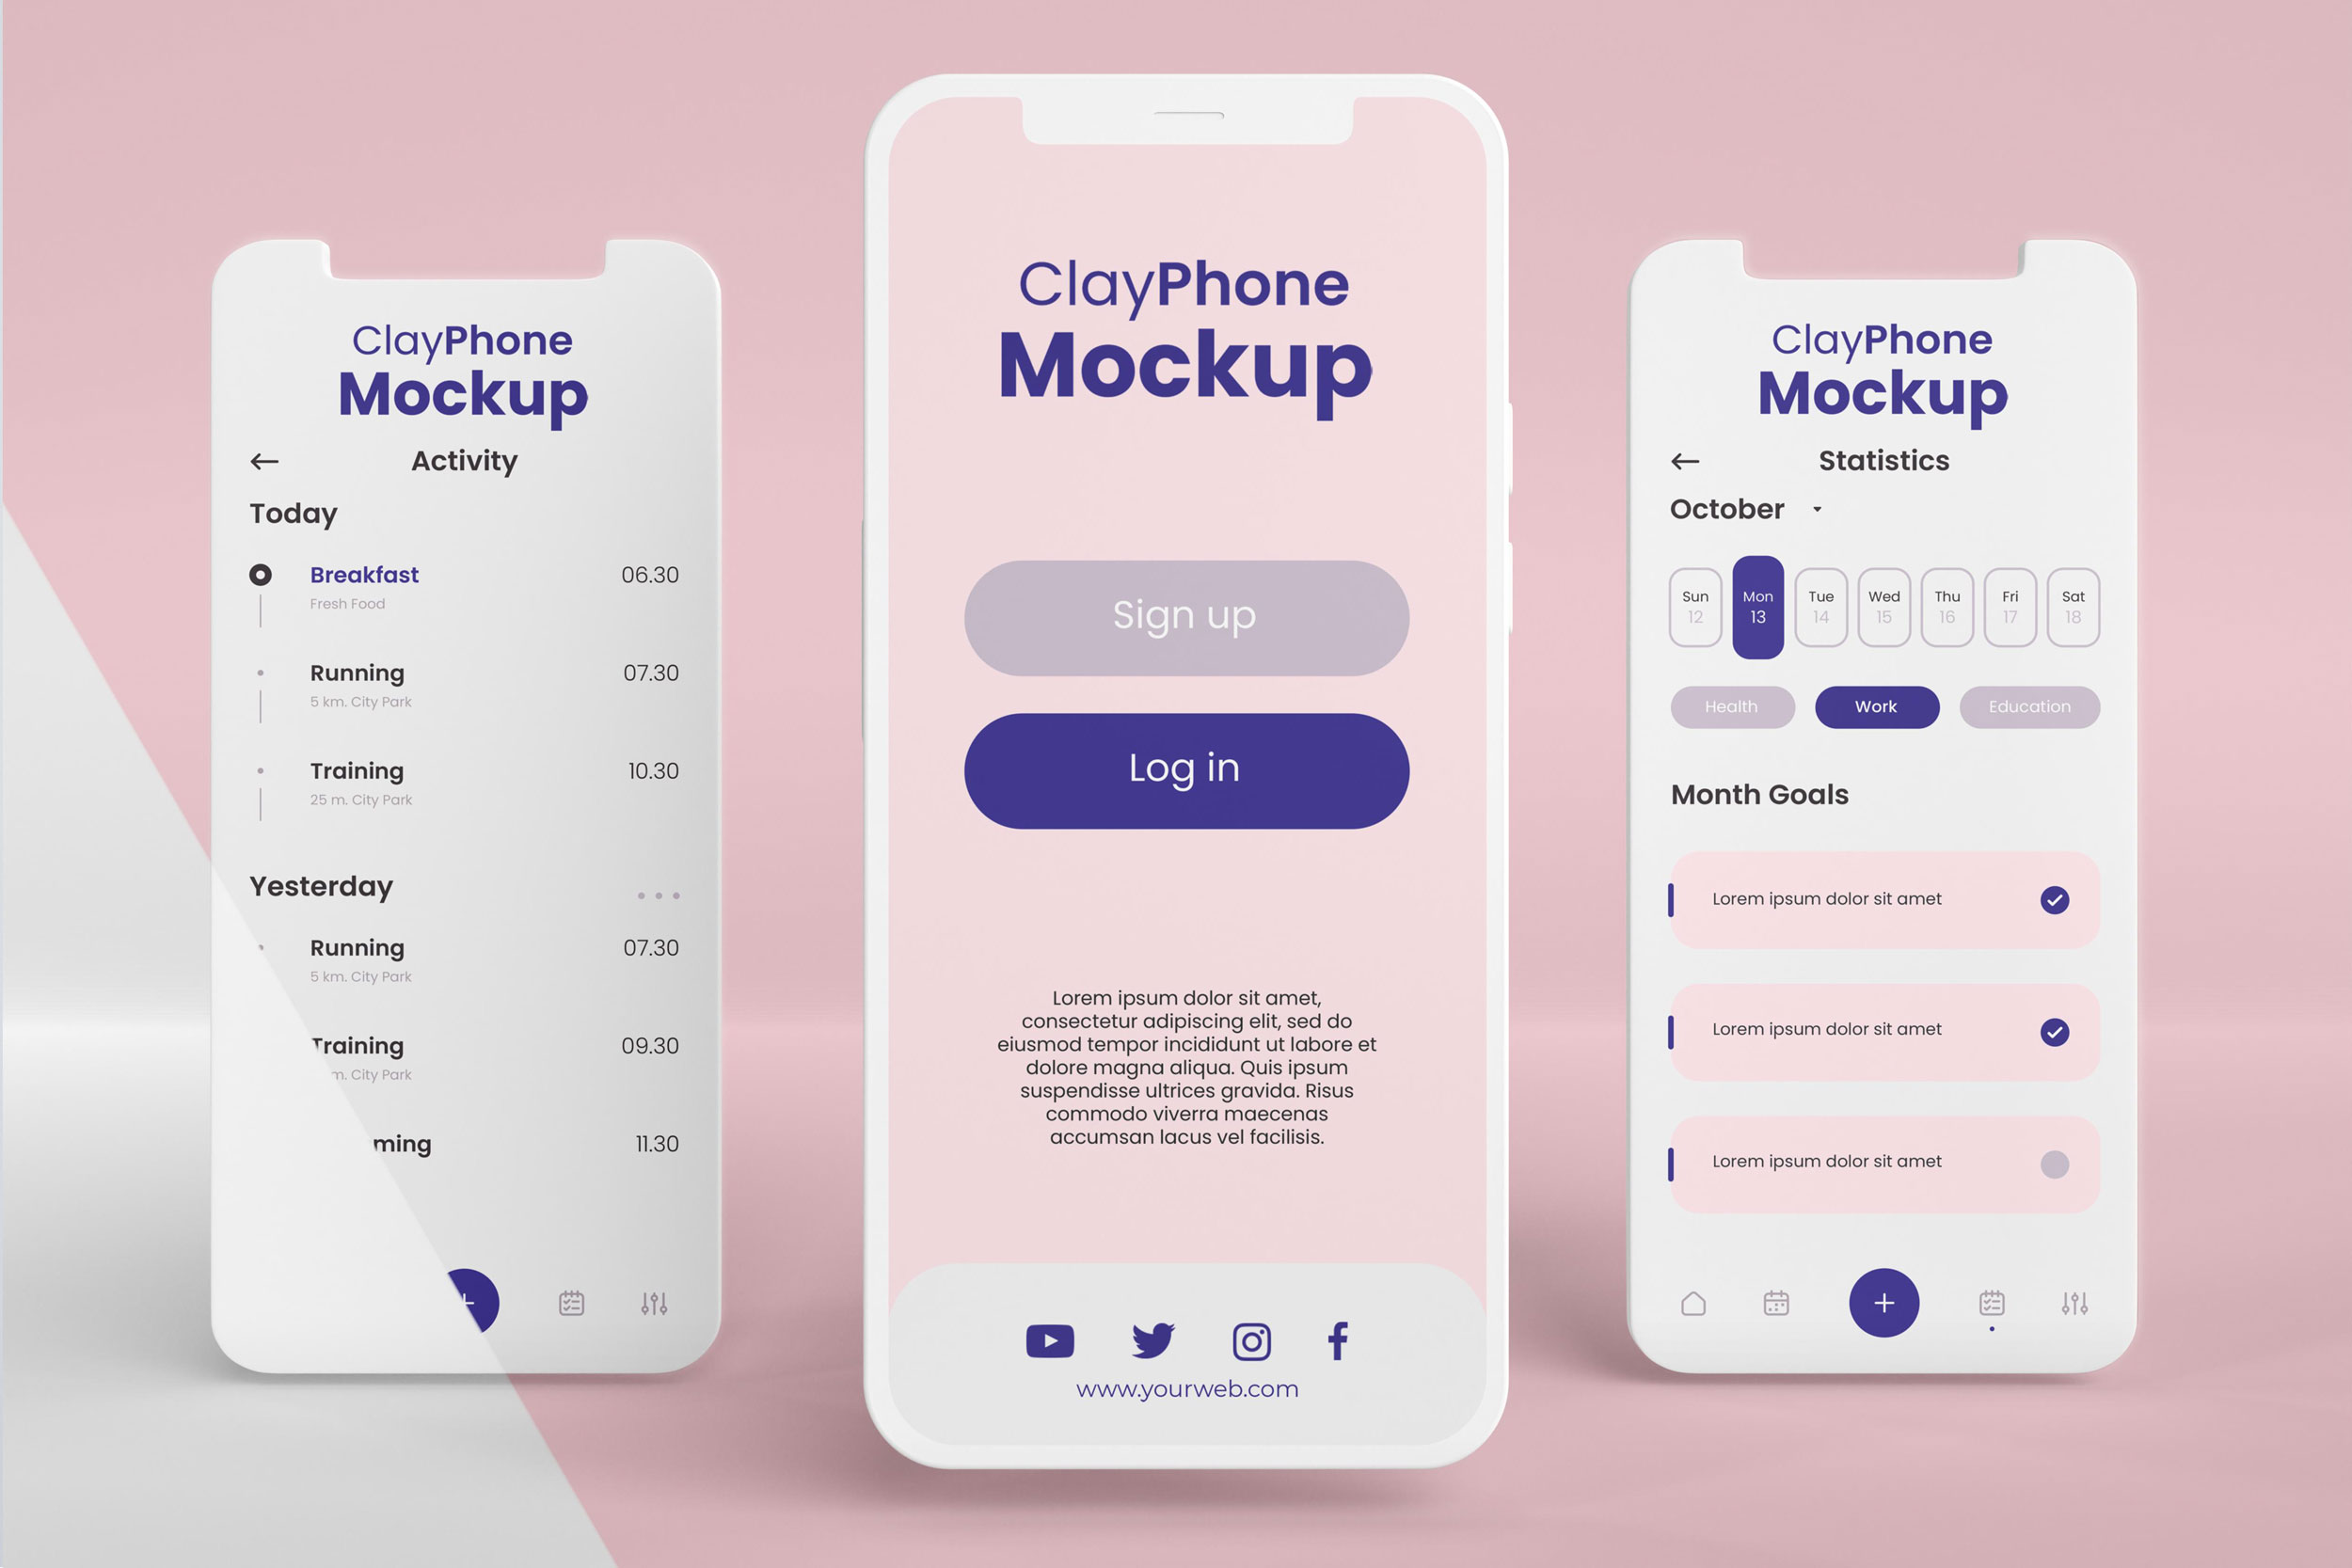 ClayPhone
Mockup
Activity
Today
Breakfast 06.30
Fresh Food
Running 07.30
5 km. City Park
Training 10.30
25 m. City Park
Yesterday
Running 07.30
5 km. City Park
Training 09.30
m. City Park
ming 11.30
ClayPhone
Mockup
Sign up
Log in
Lorem ipsum dolor sit amet,
consectetur adipiscing elit, sed do
eiusmod tempor incididunt ut labore et
dolore magna aliqua. Quis ipsum
suspendisse ultrices gravida. Risus
commodo viverra maecenas
accumsan lacus vel facilisis.
www.yourweb.com
ClayPhone
Mockup
Statistics
October
Sun Mon Tue Wed Thu Fri Sat
12 13 14 15 16 17 18
Health Work Education
Month Goals
Lorem ipsum dolor sit amet
Lorem ipsum dolor sit amet
Lorem ipsum dolor sit amet